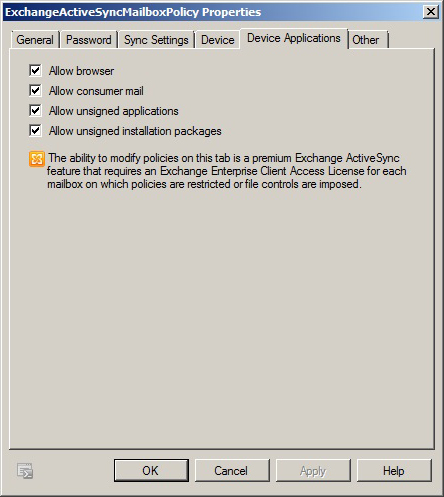 ExchangeActiveSyncMailboxPolicy Properties
General Password Sync Settings Device Device Applications Other
Allow browser
Allow consumer mail
Allow unsigned applications
Allow unsigned installation packages
The ability to modify policies on this tab is a premium Exchange ActiveSync
feature that requires an Exchange Enterprise Client Access License for each
mailbox on which policies are restricted or file controls are imposed.
OK Cancel Apply Help